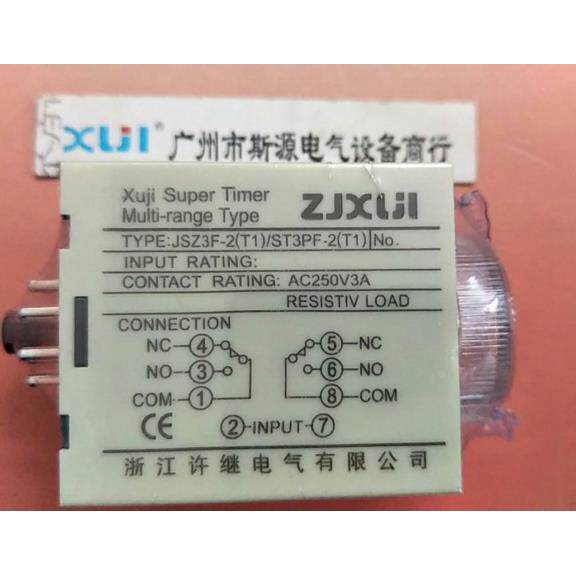 XUJI® 广州市斯源电气设备商行
Xuji Super Timer
Multi-range Type
ZJXUJI
TYPE:JSZ3F-2(T1)/ST3PF-2(T1) No.
INPUT RATING:
CONTACT RATING: AC250V3A
RESISTIV LOAD
CONNECTION
NC ④ ⑤ NC
NO ③ ⑥ NO
COM ① ⑧ COM
CE ②-INPUT-⑦
浙江许继电气有限公司